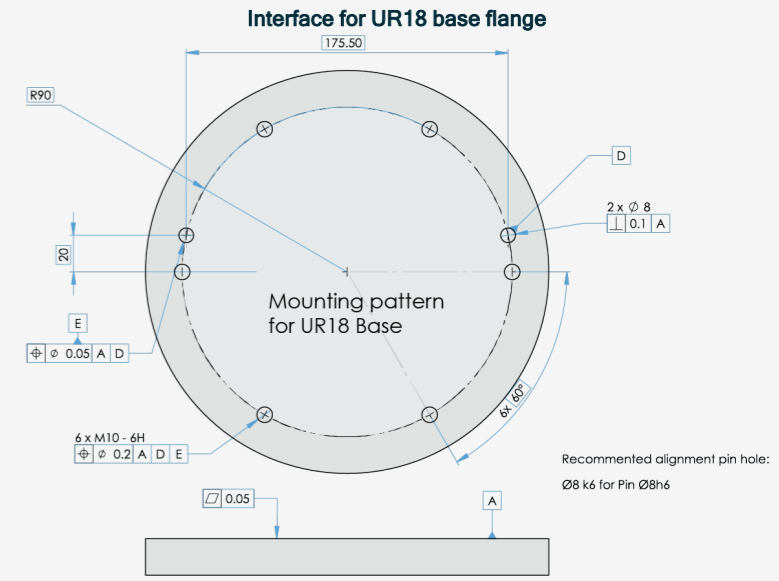 Interface for UR18 base flange
175.50
R90
D
2 x Ø 8
⊥ 0.1 A
20
Mounting pattern
for UR18 Base
E
⌖ Ø 0.05 A D
6x 60°
6 x M10 - 6H
⌖ Ø 0.2 A D E
Recommented alignment pin hole:
Ø8 k6 for Pin Ø8h6
⏥ 0.05
A